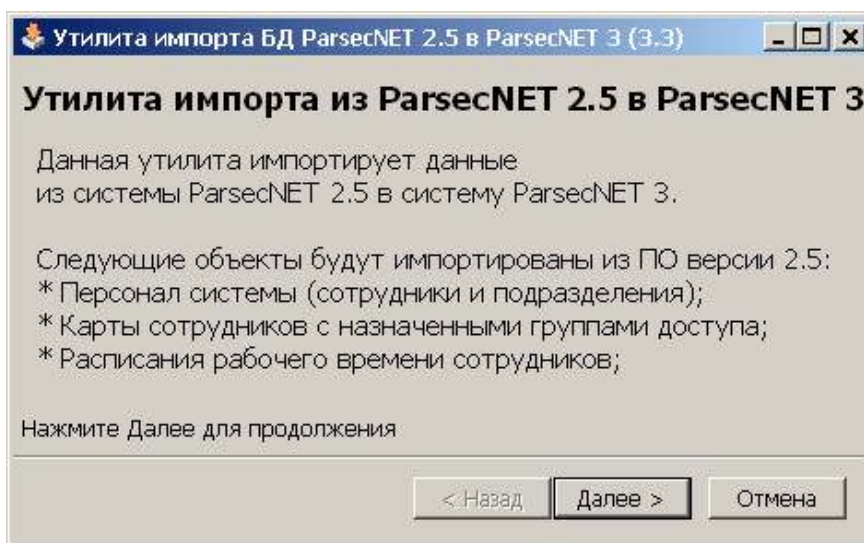 Утилита импорта БД ParsecNET 2.5 в ParsecNET 3 (3.3)
Утилита импорта из ParsecNET 2.5 в ParsecNET 3
Данная утилита импортирует данные
из системы ParsecNET 2.5 в систему ParsecNET 3.
Следующие объекты будут импортированы из ПО версии 2.5:
* Персонал системы (сотрудники и подразделения);
* Карты сотрудников с назначенными группами доступа;
* Расписания рабочего времени сотрудников;
Нажмите Далее для продолжения
< Назад Далее > Отмена